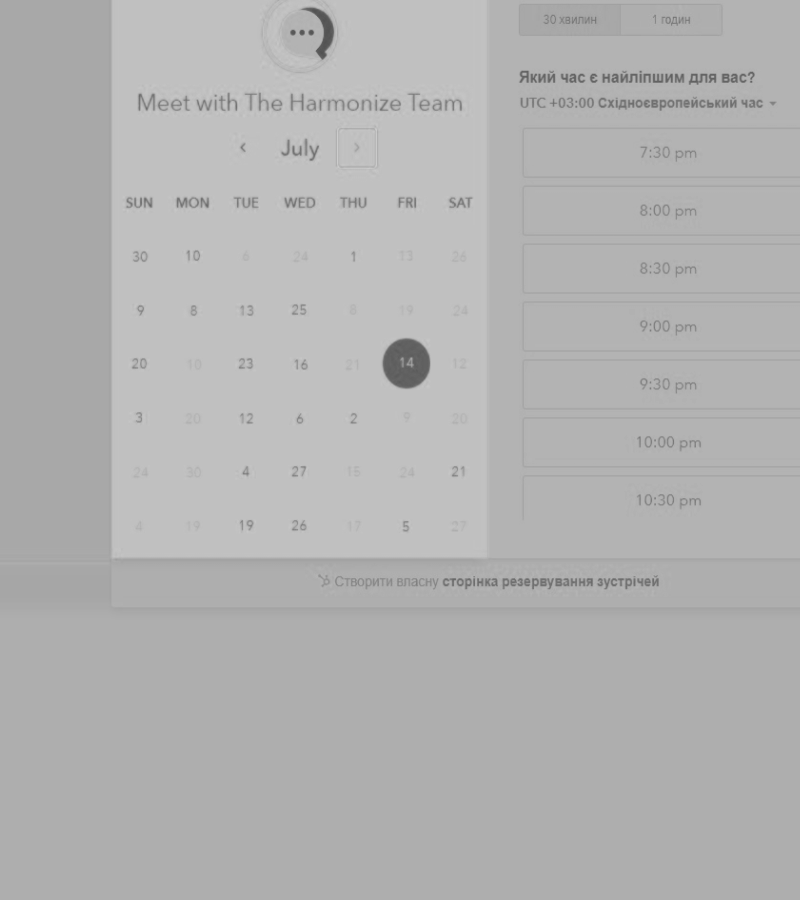 Meet with The Harmonize Team
July
SUN MON TUE WED THU FRI SAT
30 10 6 24 1 13 26
9 8 13 25 8 19 24
20 10 23 16 21 14 12
3 20 12 6 2 9 20
24 30 4 27 15 24 21
4 19 19 26 17 5 27
30 хвилин 1 годин
Який час є найліпшим для вас?
UTC +03:00 Східноєвропейський час
7:30 pm
8:00 pm
8:30 pm
9:00 pm
9:30 pm
10:00 pm
10:30 pm
Створити власну сторінка резервування зустрічей